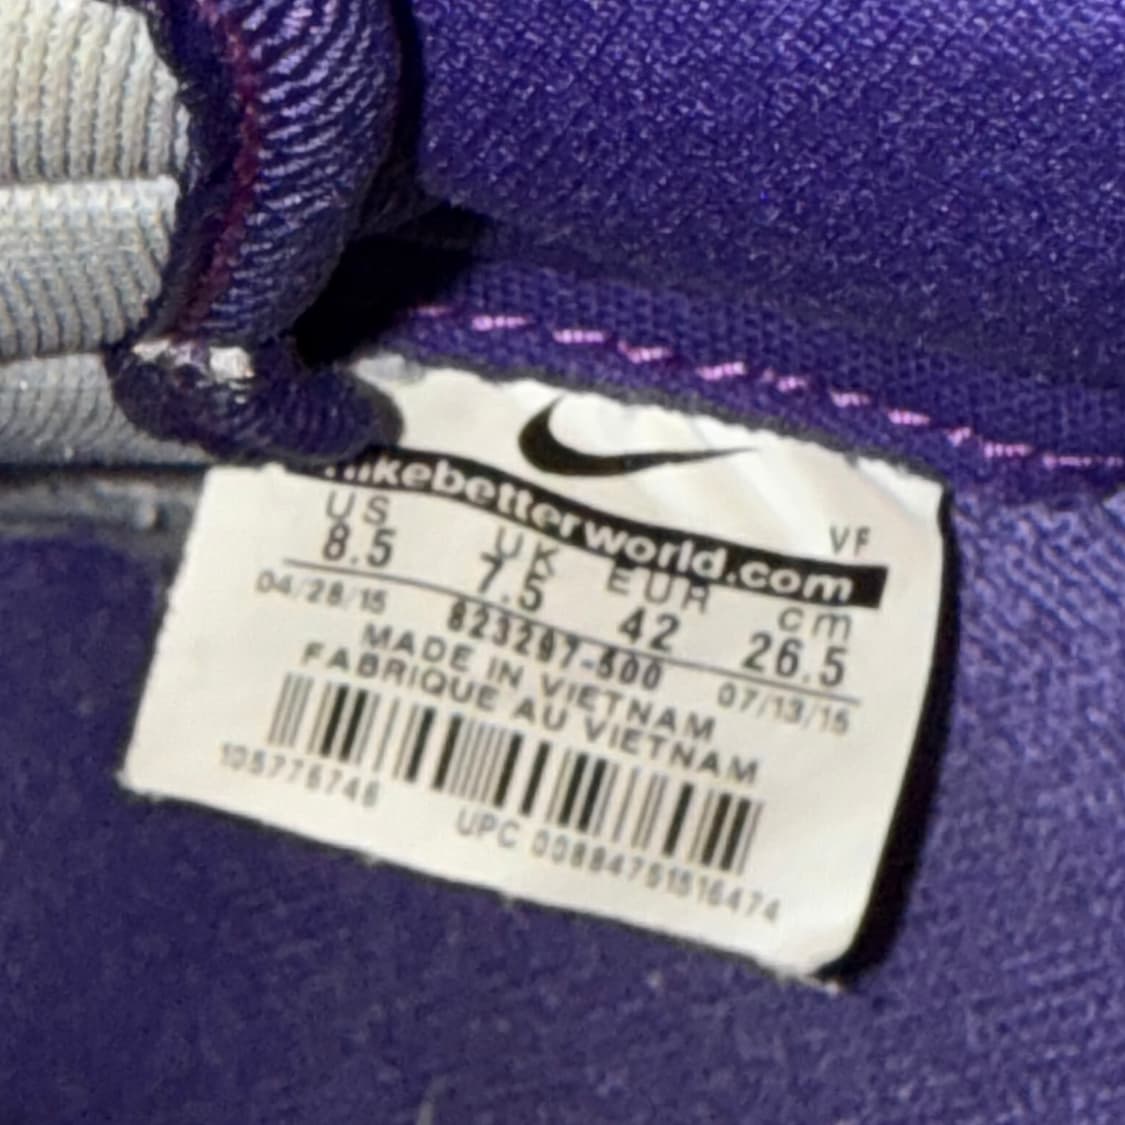 nikebetterworld.com
VF
US UK EUR cm
8.5 7.5 42 26.5
04/28/15 823297-500 07/13/15
MADE IN VIETNAM
FABRIQUE AU VIETNAM
105776746
UPC 00884751516474